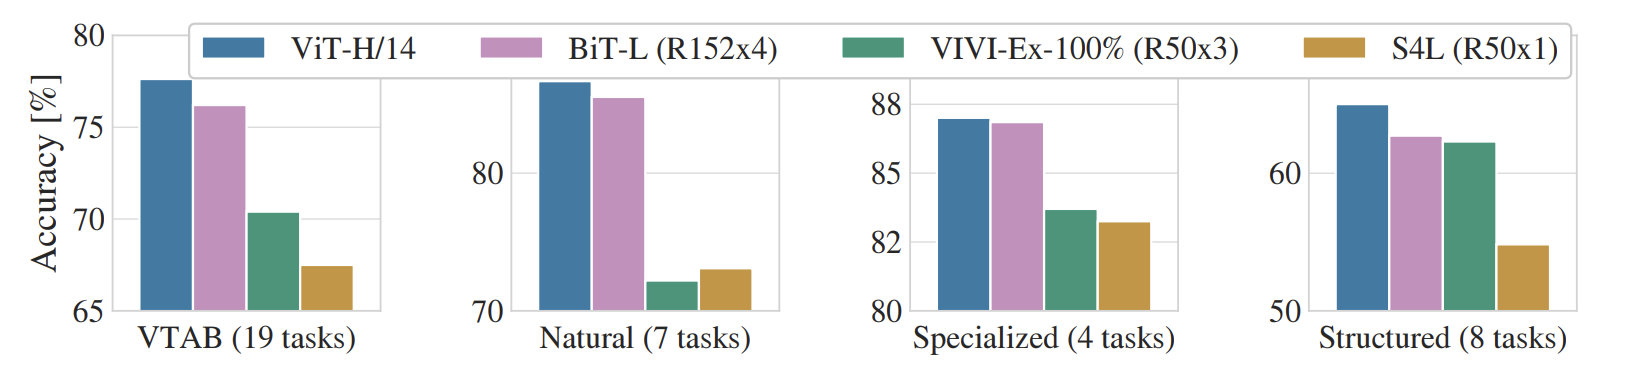 ViT-H/14 BiT-L (R152x4) VIVI-Ex-100% (R50x3) S4L (R50x1)
Accuracy [%]
80
75
70
65
VTAB (19 tasks)
80
70
Natural (7 tasks)
88
85
82
80
Specialized (4 tasks)
60
50
Structured (8 tasks)